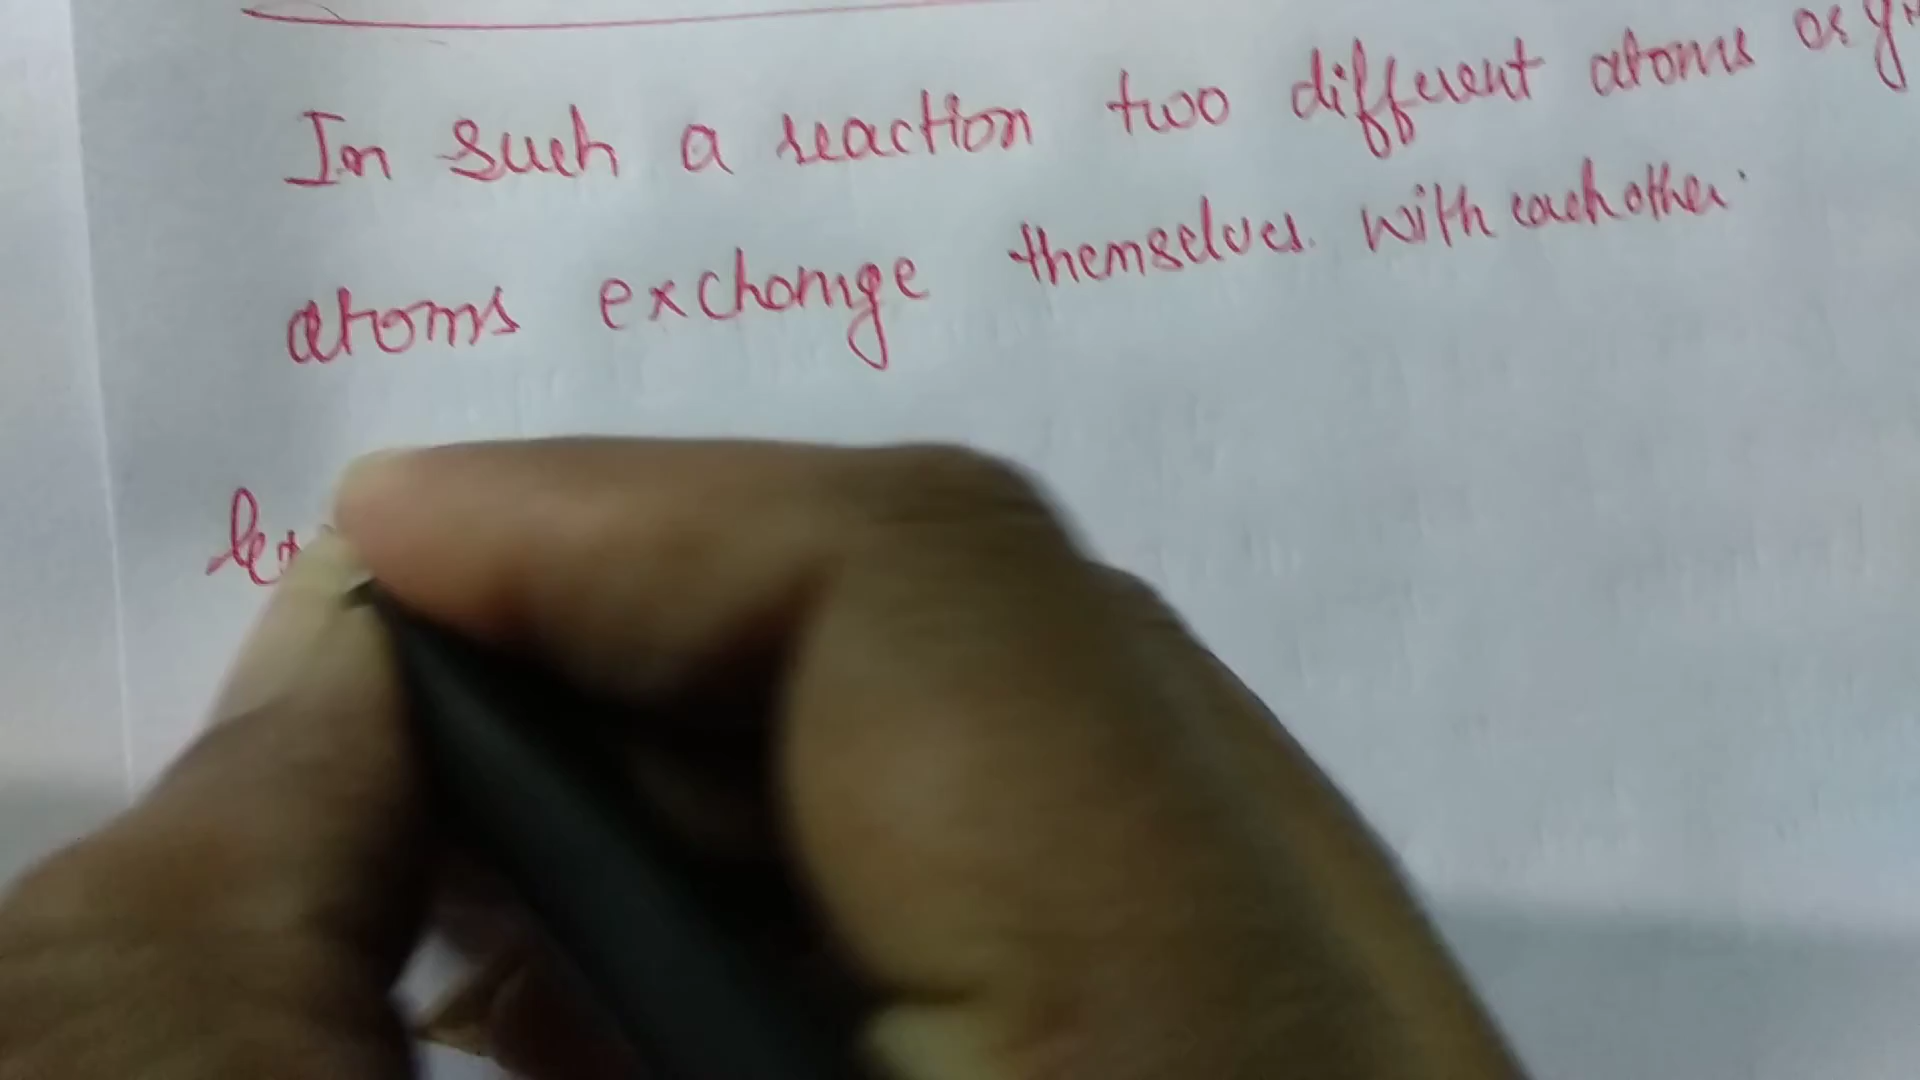 In such a reaction two different atoms or
atoms exchange themselves with each other.